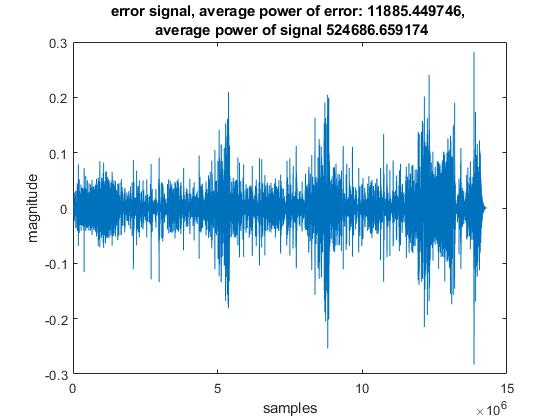 error signal, average power of error: 11885.449746,
average power of signal 524686.659174
0.3
0.2
0.1
0
-0.1
-0.2
-0.3
magnitude
0 5 10 15
samples
×10^6